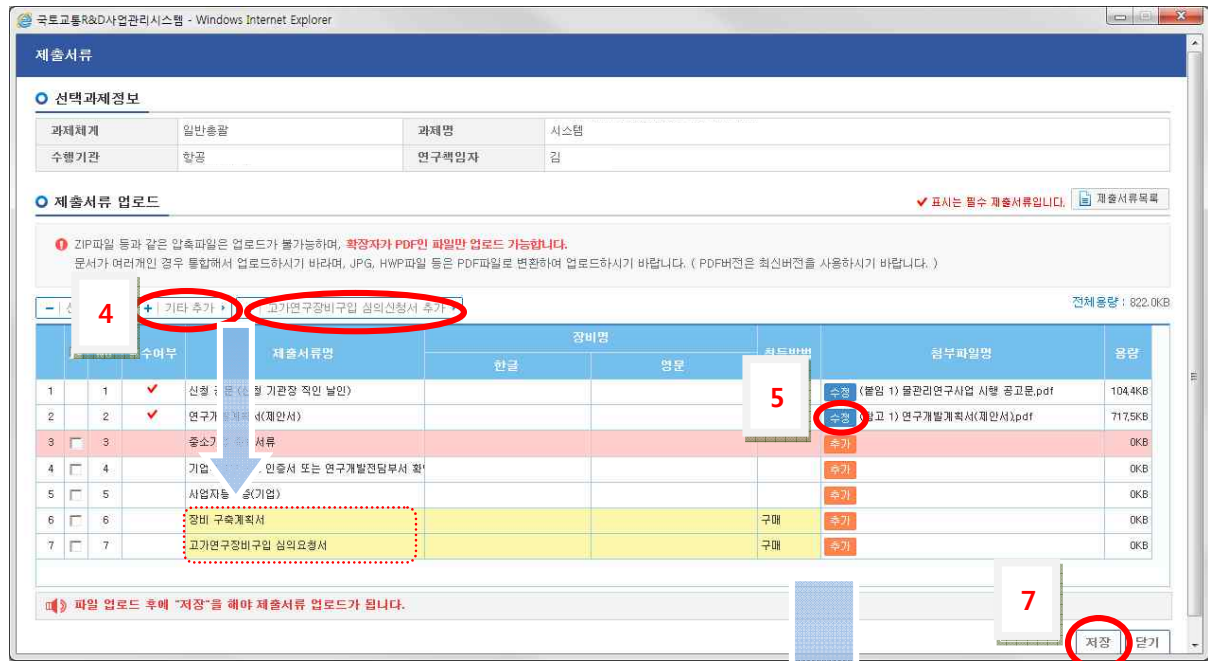 국토교통R&D사업관리시스템 - Windows Internet Explorer
제출서류
선택과제정보
과제체계 일반총괄 과제명 시스템
수행기관 항공 연구책임자 김
제출서류 업로드
✔ 표시는 필수 제출서류입니다. 제출서류목록
ZIP파일 등과 같은 압축파일은 업로드가 불가능하며, 확장자가 PDF인 파일만 업로드 가능합니다.
문서가 여러개인 경우 통합해서 업로드하시기 바라며, JPG, HWP파일 등은 PDF파일로 변환하여 업로드하시기 바랍니다. ( PDF버전은 최신버전을 사용하시기 바랍니다. )
4 + 기타 추가 고가연구장비구입 심의신청서 추가 전체용량 : 822.0KB
제출서류명 장비명 첨부파일명 용량
한글 영문
5
1 1 ✔ 신청 기관장 직인 날인) 수정 (붙임 1) 물관리연구사업 시행 공고문.pdf 104.4KB
2 2 ✔ 연구개 서(제안서) 수정 (참고 1) 연구개발계획서(제안서).pdf 717.5KB
3 3 중소기 서류 추가 0KB
4 4 기업 인증서 또는 연구개발전담부서 확 추가 0KB
5 5 사업자등 (기업) 추가 0KB
6 6 장비 구축계획서 구매 추가 0KB
7 7 고가연구장비구입 심의요청서 구매 추가 0KB
파일 업로드 후에 "저장"을 해야 제출서류 업로드가 됩니다.
7
저장 닫기